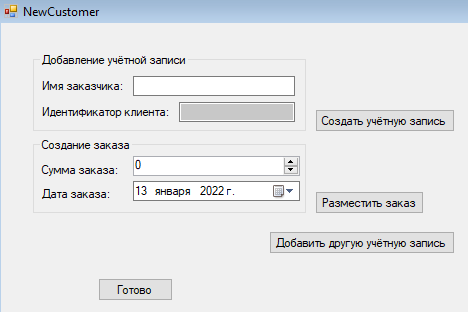 NewCustomer
Добавление учётной записи
Имя заказчика:
Идентификатор клиента:
Создать учётную запись
Создание заказа
Сумма заказа: 0
Дата заказа: 13 января 2022 г.
Разместить заказ
Добавить другую учётную запись
Готово